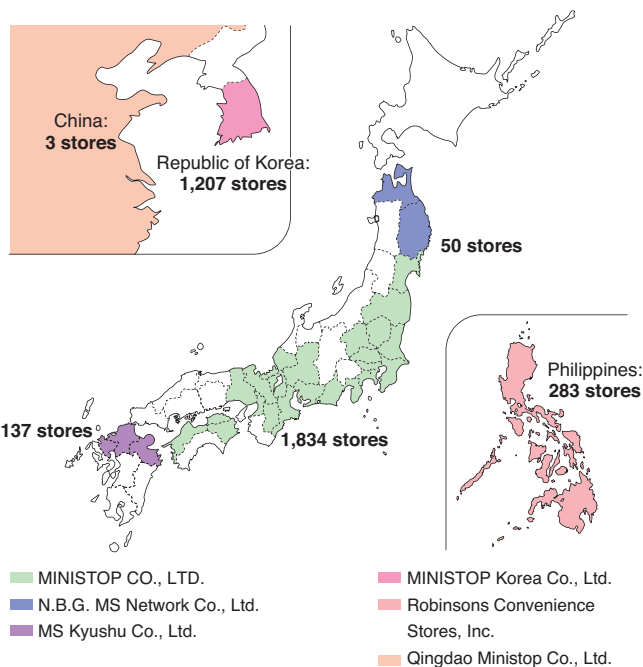 China:
3 stores
Republic of Korea:
1,207 stores
50 stores
Philippines:
283 stores
137 stores
1,834 stores
MINISTOP CO., LTD.
N.B.G. MS Network Co., Ltd.
MS Kyushu Co., Ltd.
MINISTOP Korea Co., Ltd.
Robinsons Convenience
Stores, Inc.
Qingdao Ministop Co., Ltd.